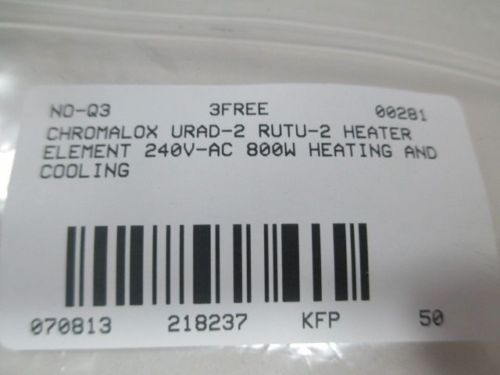 NO-Q3 3FREE 00281
CHROMALOX URAD-2 RUTU-2 HEATER
ELEMENT 240V-AC 800W HEATING AND
COOLING
070813 218237 KFP 50